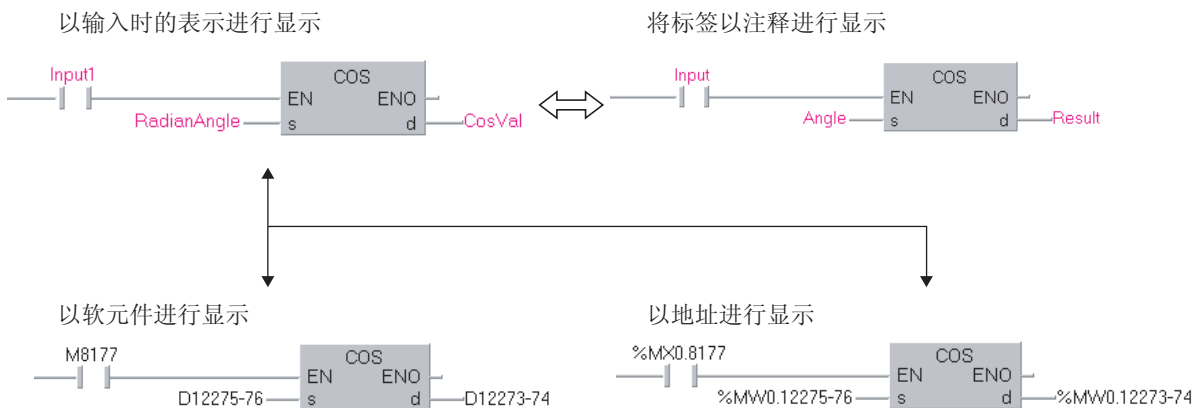 以输入时的表示进行显示
Input1
COS
EN ENO
RadianAngle s d CosVal
将标签以注释进行显示
Input
COS
EN ENO
Angle s d Result
以软元件进行显示
M8177
COS
EN ENO
D12275-76 s d D12273-74
以地址进行显示
%MX0.8177
COS
EN ENO
%MW0.12275-76 s d %MW0.12273-74